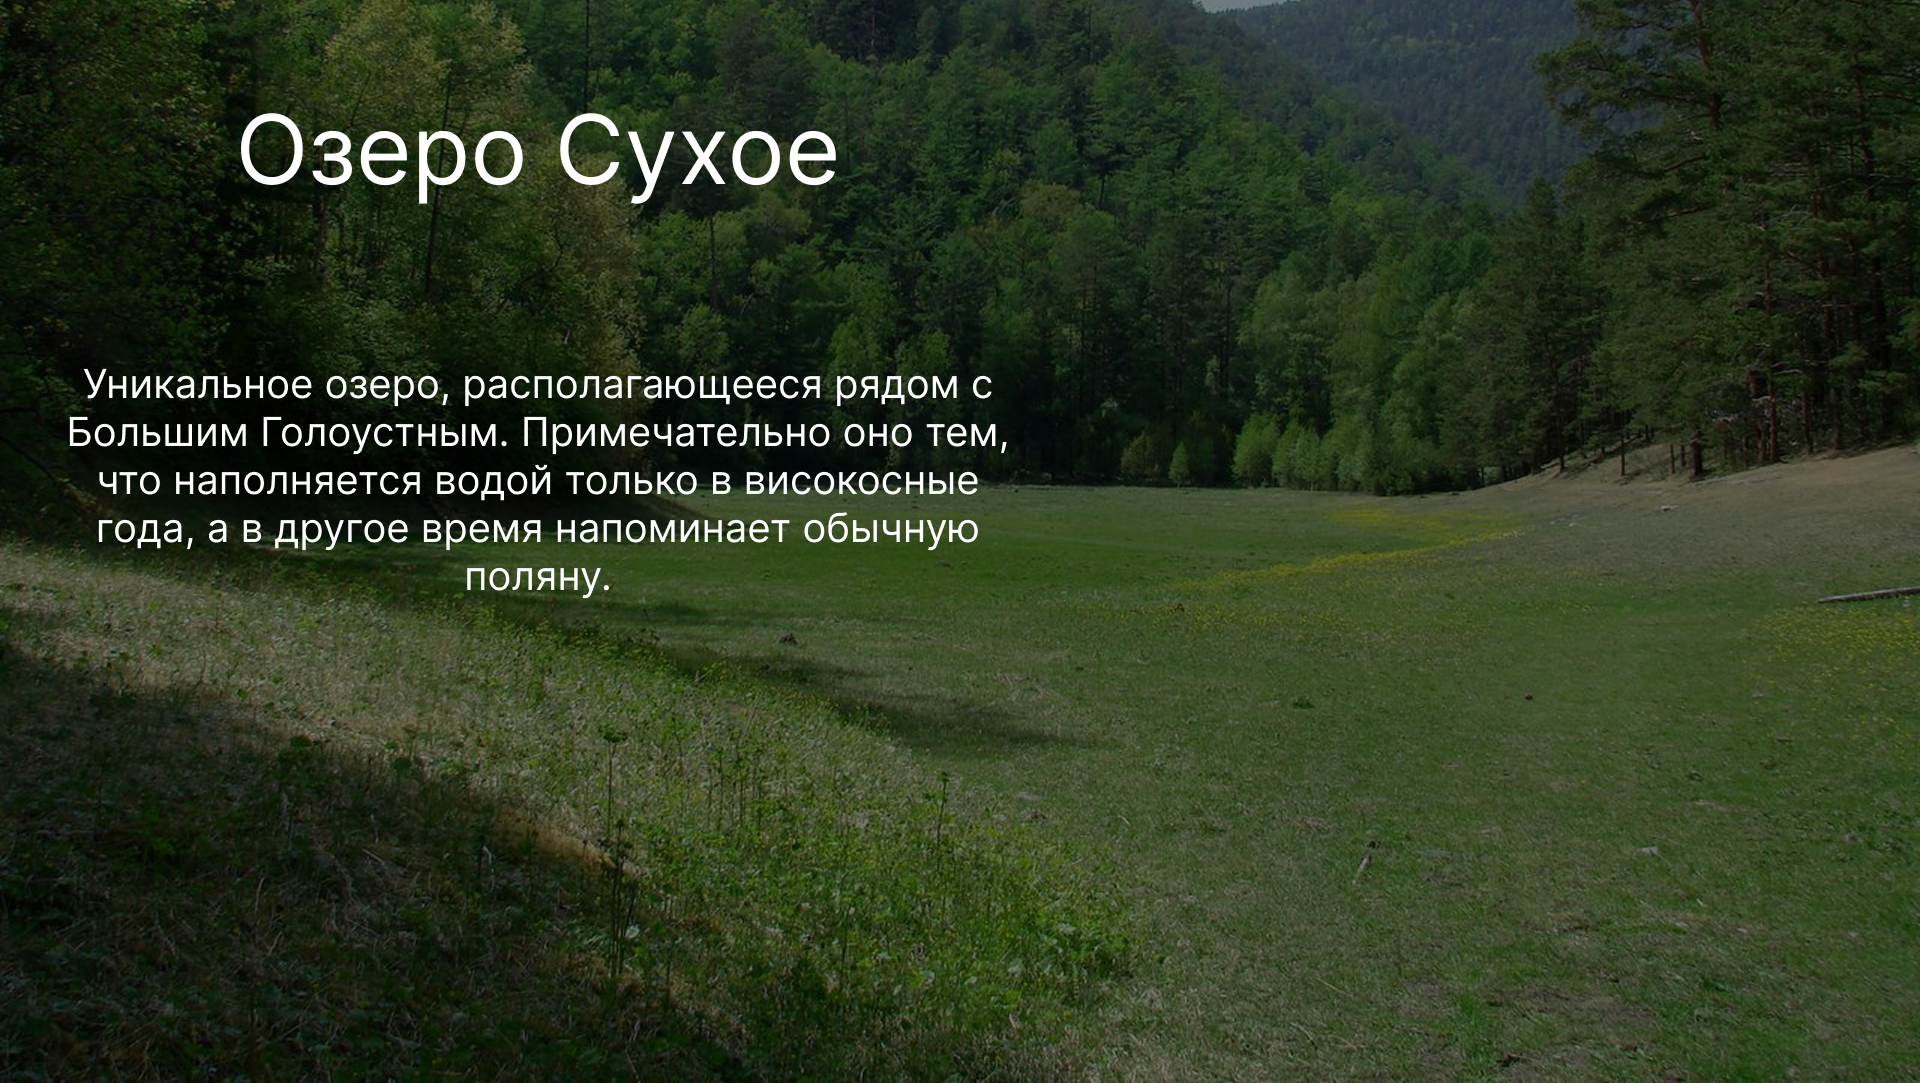 Озеро Сухое
Уникальное озеро, располагающееся рядом с
Большим Голоустным. Примечательно оно тем,
что наполняется водой только в високосные
года, а в другое время напоминает обычную
поляну.